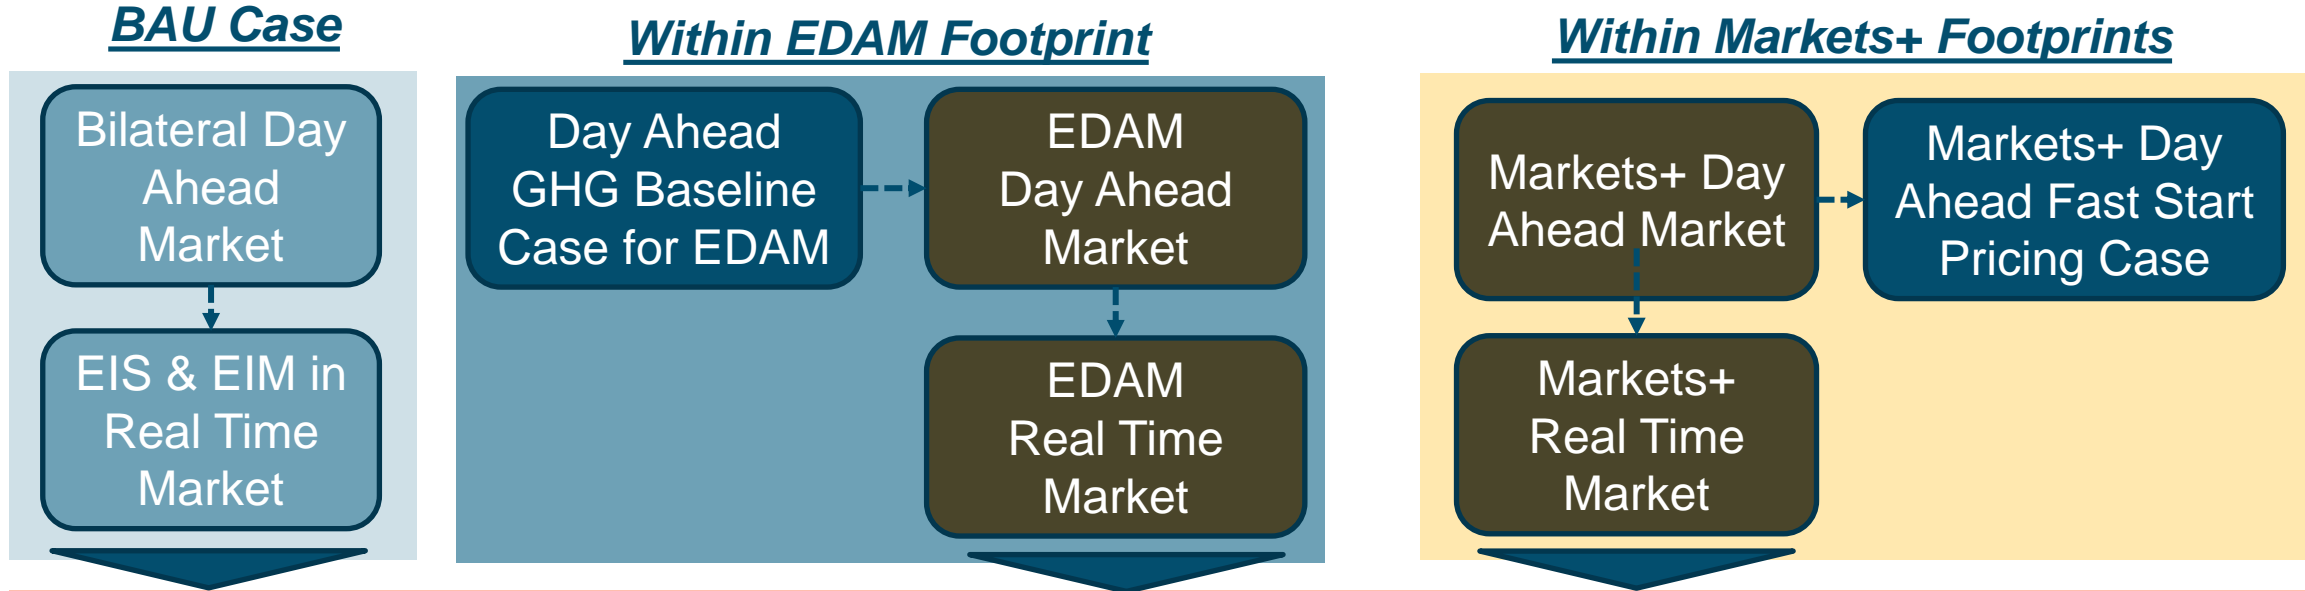 BAU Case
Bilateral Day
Ahead
Market
EIS & EIM in
Real Time
Market
Within EDAM Footprint
Day Ahead
GHG Baseline
Case for EDAM
EDAM
Day Ahead
Market
EDAM
Real Time
Market
Within Markets+ Footprints
Markets+ Day
Ahead Market
Markets+ Day
Ahead Fast Start
Pricing Case
Markets+
Real Time
Market